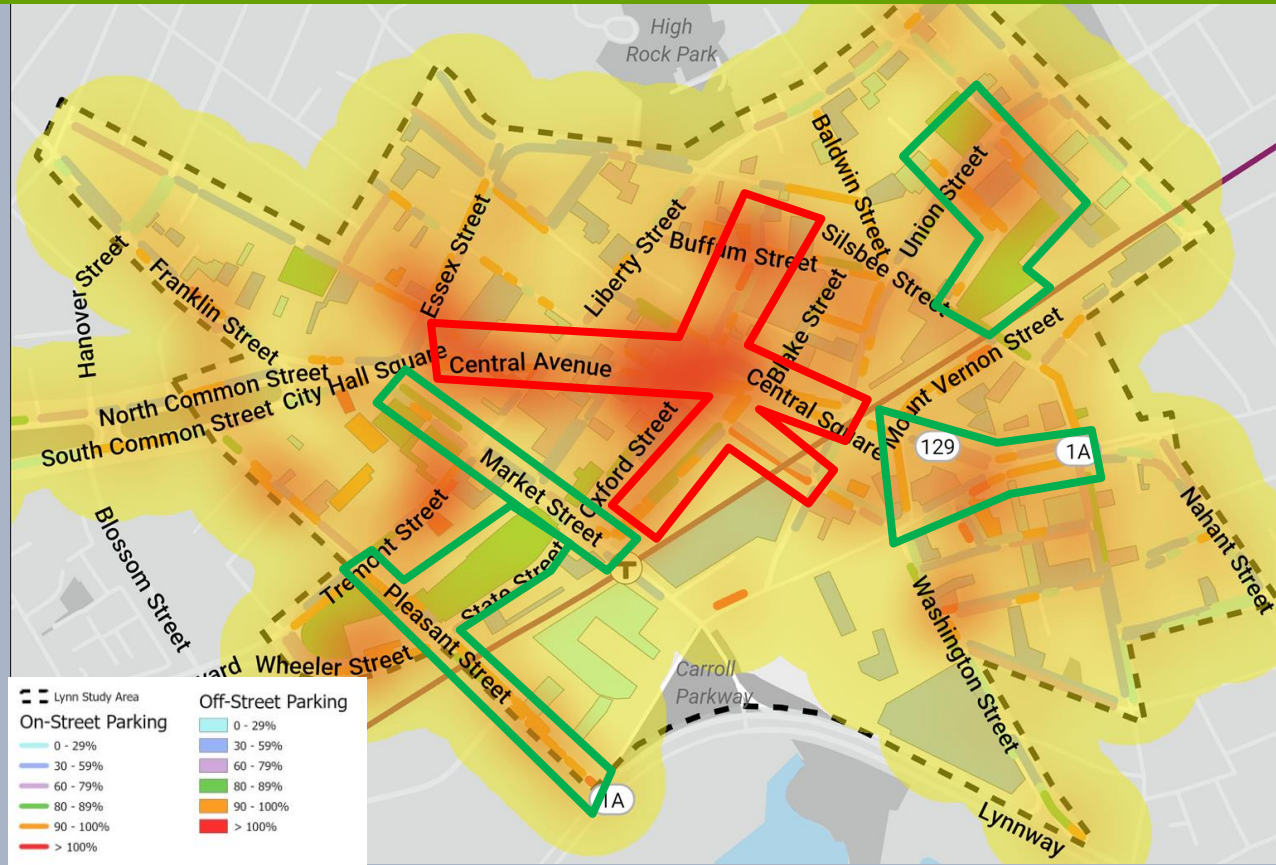 High
Rock Park
Baldwin Street
Union Street
Silsbee Street
Buffum Street
Liberty Street
Essex Street
Hanover Street
Franklin Street
Blake Street
Mount Vernon Street
Central Avenue
Central Square
City Hall Square
North Common Street
South Common Street
129
1A
Oxford Street
Market Street
Nahant Street
Blossom Street
Tremont Street
State Street
T
Pleasant Street
Washington Street
Wheeler Street
Carroll
Parkway
1A
Lynnway
Lynn Study Area
On-Street Parking
0 - 29%
30 - 59%
60 - 79%
80 - 89%
90 - 100%
> 100%
Off-Street Parking
0 - 29%
30 - 59%
60 - 79%
80 - 89%
90 - 100%
> 100%